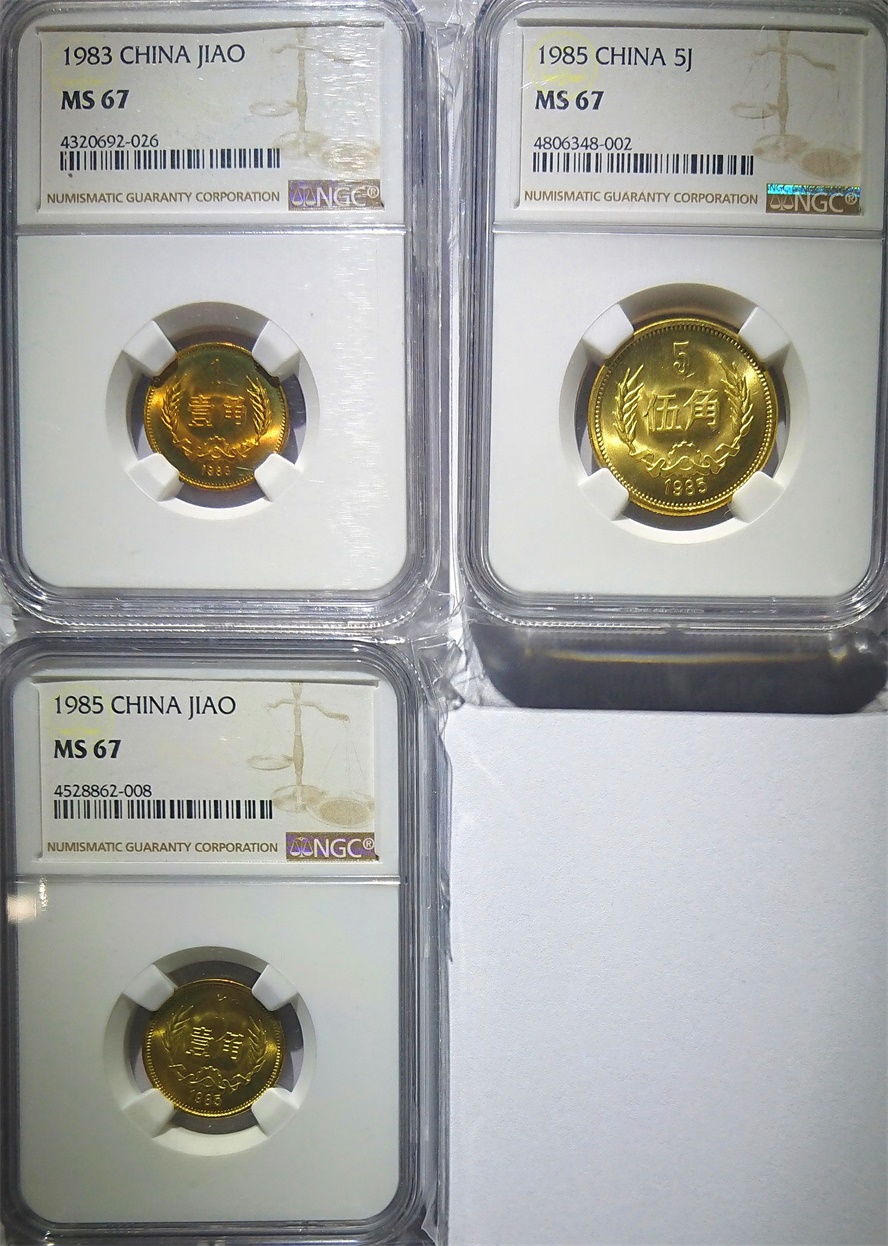 1983 CHINA JIAO
MS 67
4320692-026
NUMISMATIC GUARANTY CORPORATION NGC®
1
壹角
1983
1985 CHINA 5J
MS 67
4806348-002
NUMISMATIC GUARANTY CORPORATION NGC®
5
伍角
1985
1985 CHINA JIAO
MS 67
4528862-008
NUMISMATIC GUARANTY CORPORATION NGC®
壹角
1985